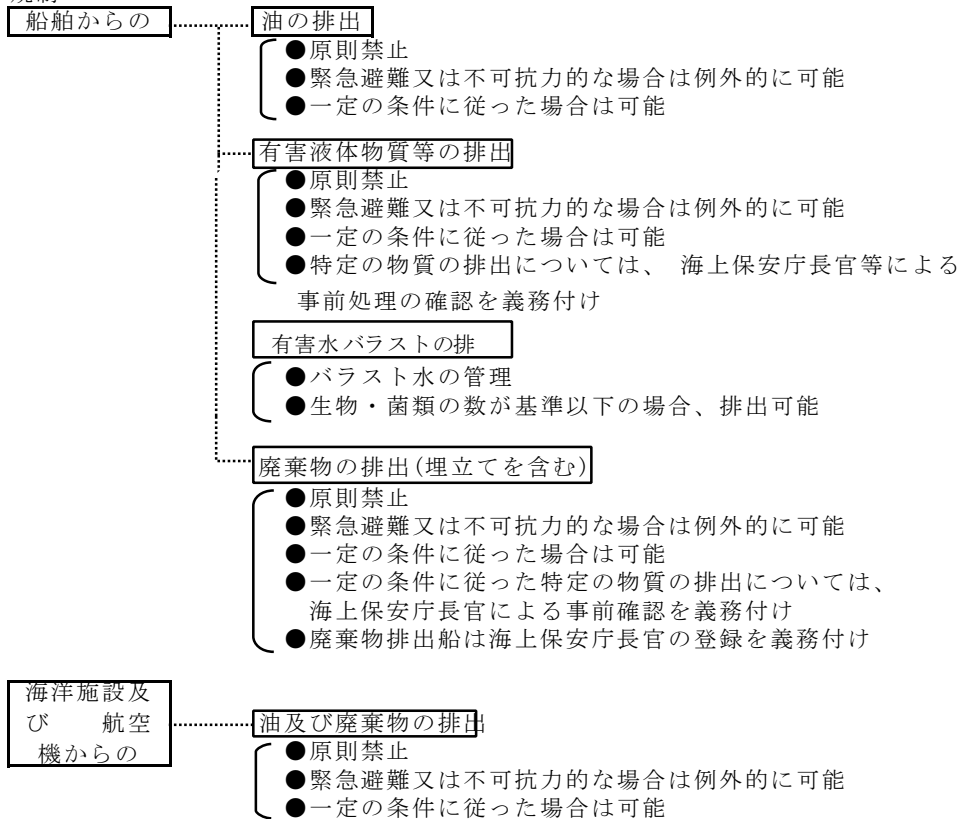 船舶からの
油の排出
●原則禁止
●緊急避難又は不可抗力的な場合は例外的に可能
●一定の条件に従った場合は可能
有害液体物質等の排出
●原則禁止
●緊急避難又は不可抗力的な場合は例外的に可能
●一定の条件に従った場合は可能
●特定の物質の排出については、 海上保安庁長官等による
事前処理の確認を義務付け
有害水バラストの排
●バラスト水の管理
●生物・菌類の数が基準以下の場合、排出可能
廃棄物の排出(埋立てを含む)
●原則禁止
●緊急避難又は不可抗力的な場合は例外的に可能
●一定の条件に従った場合は可能
●一定の条件に従った特定の物質の排出については、
海上保安庁長官による事前確認を義務付け
●廃棄物排出船は海上保安庁長官の登録を義務付け
海洋施設及
び 航空
機からの
油及び廃棄物の排出
●原則禁止
●緊急避難又は不可抗力的な場合は例外的に可能
●一定の条件に従った場合は可能